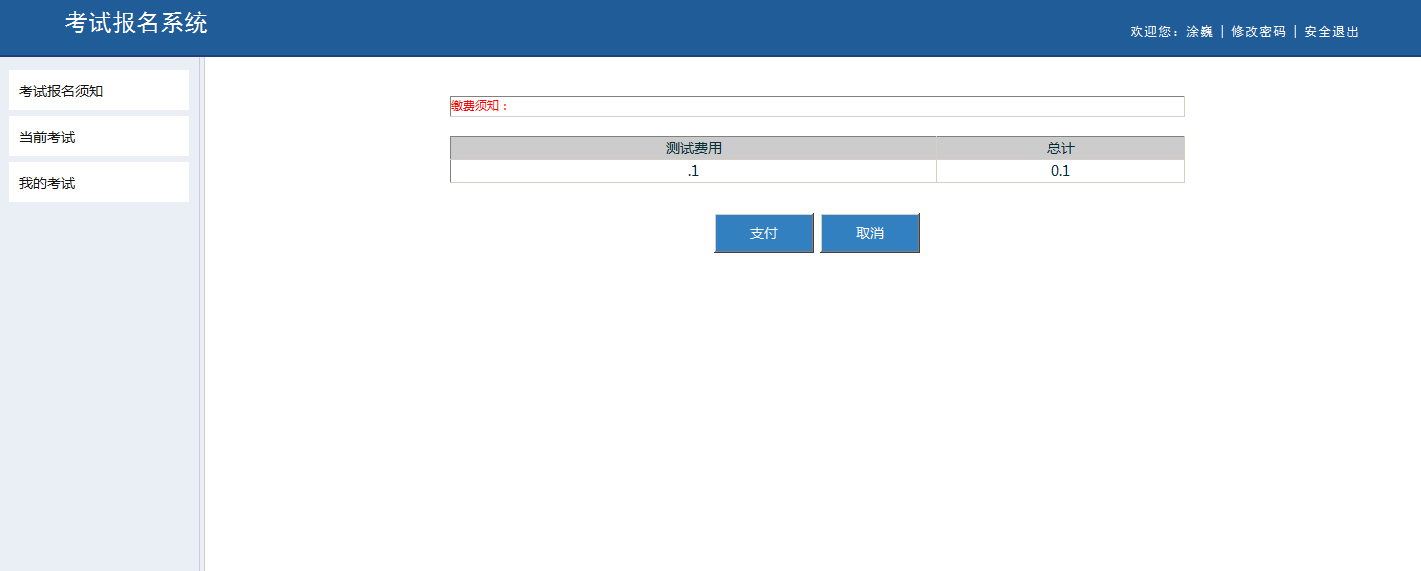 考试报名系统
欢迎您：涂巍 | 修改密码 | 安全退出
考试报名须知
当前考试
我的考试
缴费须知：
测试费用 总计
.1 0.1
支付 取消